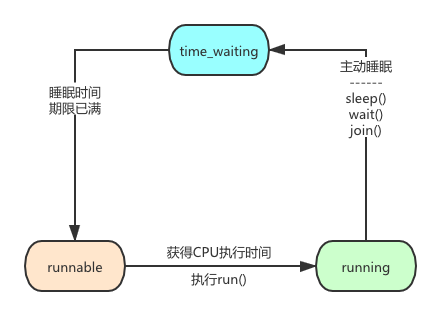 time_waiting
主动睡眠
------
sleep()
wait()
join()
睡眠时间
期限已满
runnable
获得CPU执行时间
执行run()
running